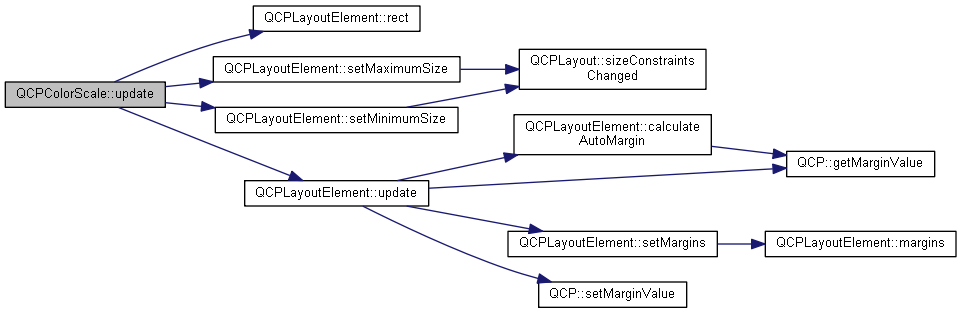 QCPColorScale::update
QCPLayoutElement::rect
QCPLayoutElement::setMaximumSize
QCPLayoutElement::setMinimumSize
QCPLayout::sizeConstraints
Changed
QCPLayoutElement::update
QCPLayoutElement::calculate
AutoMargin
QCP::getMarginValue
QCPLayoutElement::setMargins
QCPLayoutElement::margins
QCP::setMarginValue